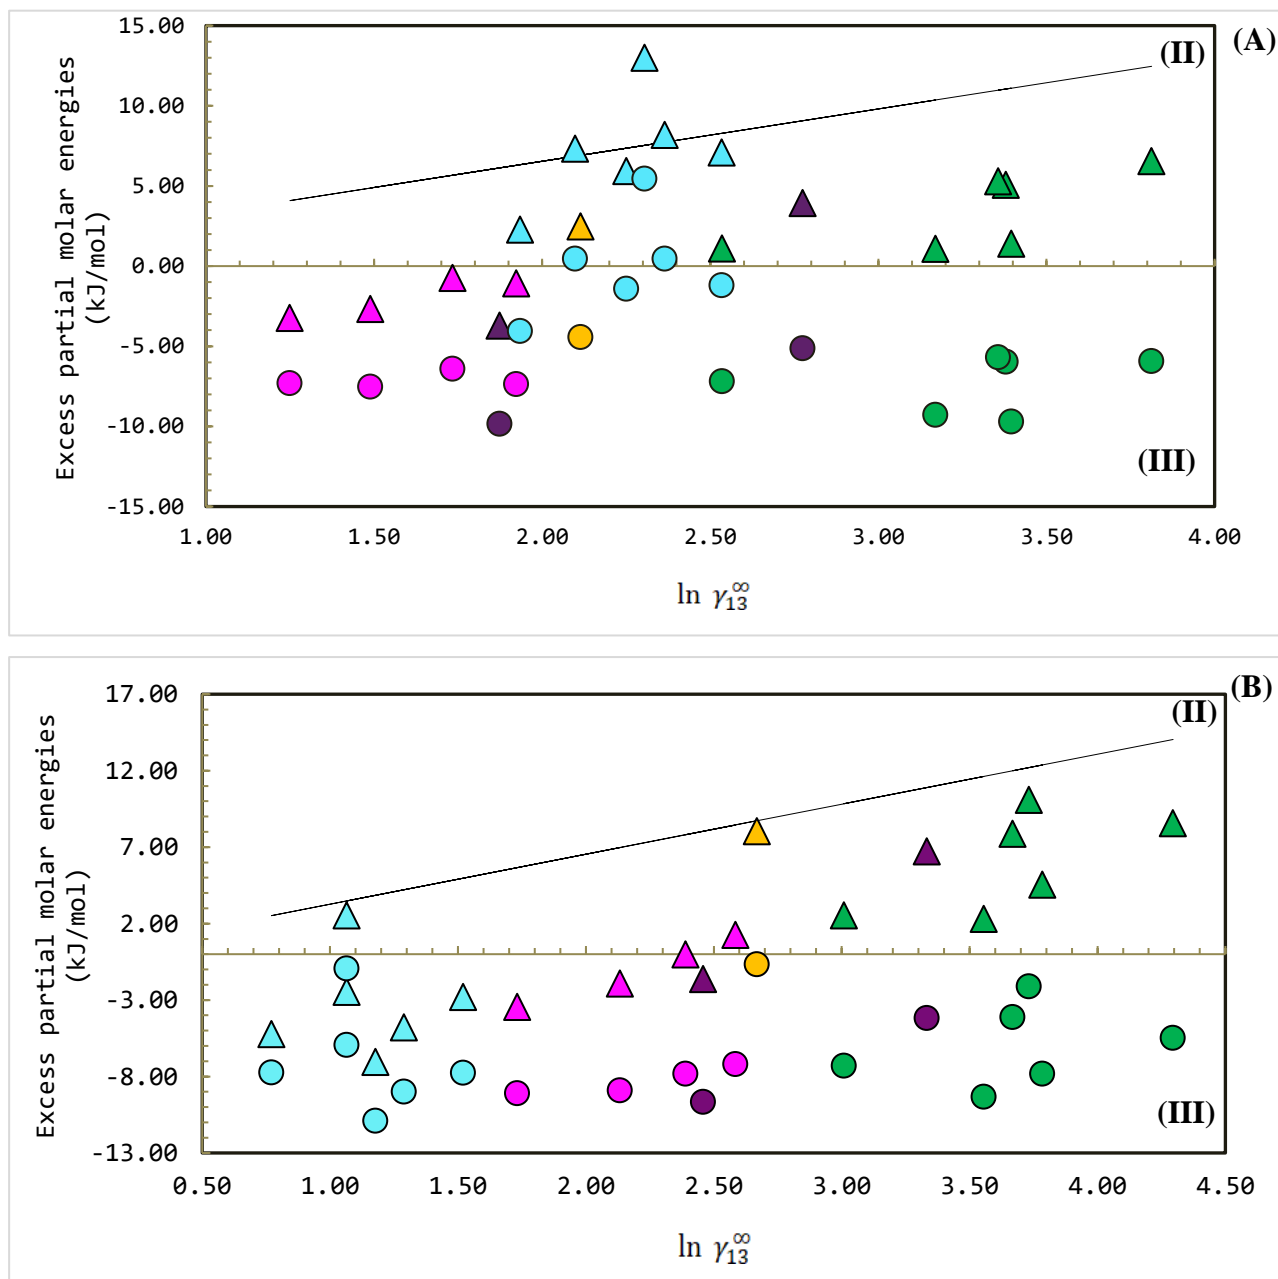 (A)
15.00
(II)
10.00
5.00
0.00
-5.00
-10.00
(III)
-15.00
Excess partial molar energies
(kJ/mol)
1.00 1.50 2.00 2.50 3.00 3.50 4.00
ln γ₁₃^∞
(B)
17.00
(II)
12.00
7.00
2.00
-3.00
-8.00
(III)
-13.00
Excess partial molar energies
(kJ/mol)
0.50 1.00 1.50 2.00 2.50 3.00 3.50 4.00 4.50
ln γ₁₃^∞